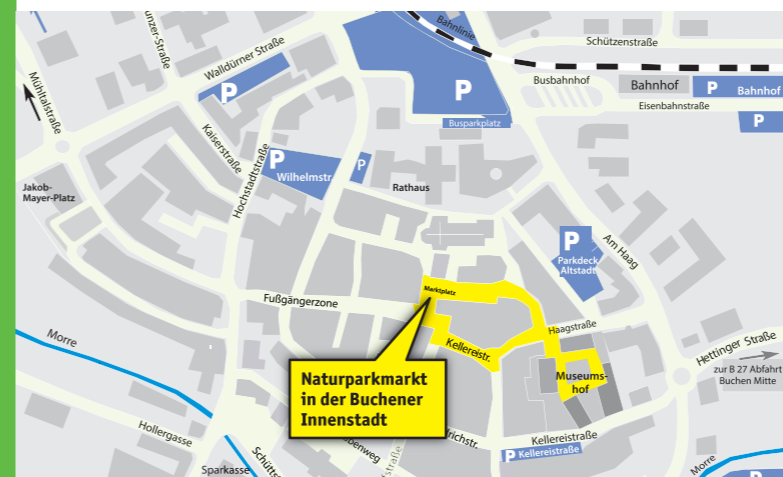 Bahnlinie
Schützenstraße
Walldürner Straße
Mühltalstraße
P
P
Busbahnhof
Bahnhof
P Bahnhof
Eisenbahnstraße
P
Busparkplatz
Kaiserstraße
Hochstadtstraße
P
Wilhelmstr.
P
Rathaus
Jakob-
Mayer-Platz
P
Parkdeck
Altstadt
Am Haag
Marktplatz
Fußgängerzone
Haagstraße
Morre
Kellereistr.
Hettinger Straße
zur B 27 Abfahrt
Buchen Mitte
Museums-
hof
Naturparkmarkt
in der Buchener
Innenstadt
Hollergasse
Kellereistraße
P Kellereistraße
Sparkasse
Morre